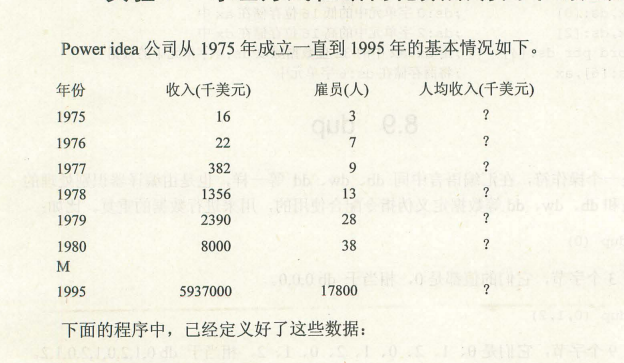 Power idea 公司从 1975 年成立一直到 1995 年的基本情况如下。
年份 收入(千美元) 雇员(人) 人均收入(千美元)
1975 16 3 ?
1976 22 7 ?
1977 382 9 ?
1978 1356 13 ?
1979 2390 28 ?
1980 8000 38 ?
M
1995 5937000 17800 ?
下面的程序中，已经定义好了这些数据：